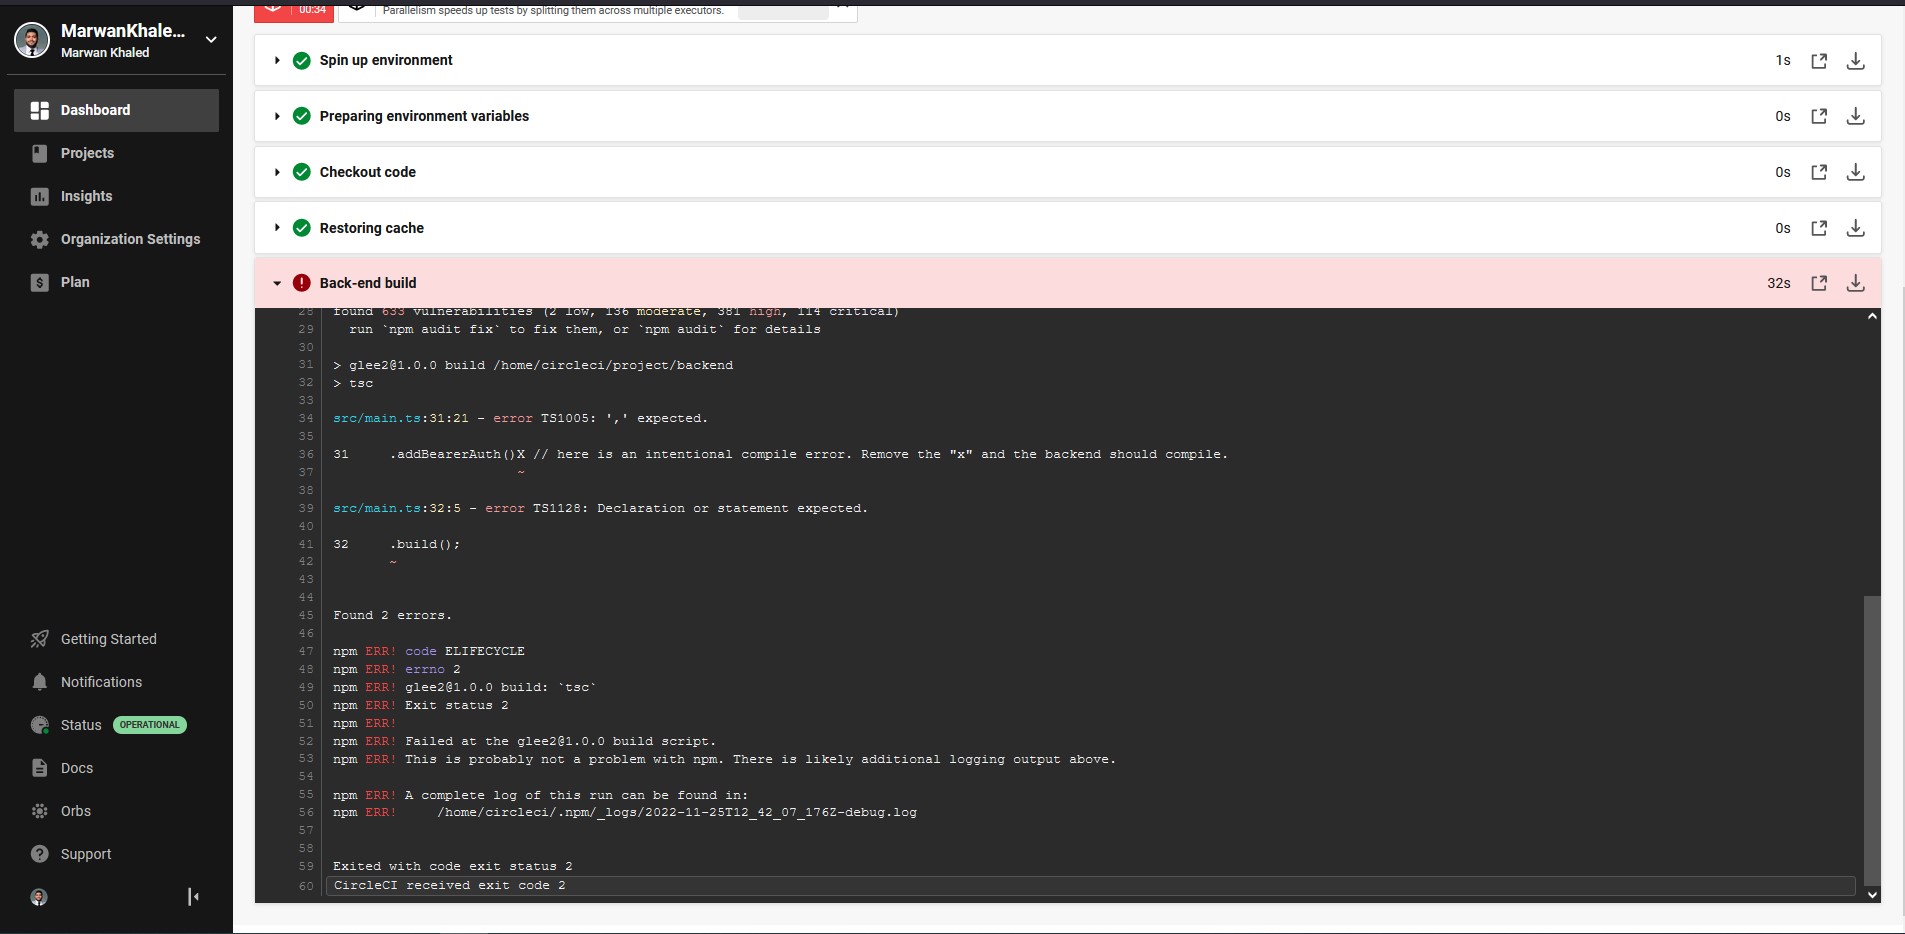 MarwanKhale...
Marwan Khaled
Dashboard
Projects
Insights
Organization Settings
Plan
Getting Started
Notifications
Status OPERATIONAL
Docs
Orbs
Support
00:34
Parallelism speeds up tests by splitting them across multiple executors.
Spin up environment 1s
Preparing environment variables 0s
Checkout code 0s
Restoring cache 0s
Back-end build 32s
28 found 633 vulnerabilities (2 low, 136 moderate, 381 high, 114 critical)
29 run `npm audit fix` to fix them, or `npm audit` for details
30
31 > glee2@1.0.0 build /home/circleci/project/backend
32 > tsc
33
34 src/main.ts:31:21 - error TS1005: ',' expected.
35
36 31 .addBearerAuth()X // here is an intentional compile error. Remove the "x" and the backend should compile.
37 ~
38
39 src/main.ts:32:5 - error TS1128: Declaration or statement expected.
40
41 32 .build();
42 ~
43
44
45 Found 2 errors.
46
47 npm ERR! code ELIFECYCLE
48 npm ERR! errno 2
49 npm ERR! glee2@1.0.0 build: `tsc`
50 npm ERR! Exit status 2
51 npm ERR!
52 npm ERR! Failed at the glee2@1.0.0 build script.
53 npm ERR! This is probably not a problem with npm. There is likely additional logging output above.
54
55 npm ERR! A complete log of this run can be found in:
56 npm ERR! /home/circleci/.npm/_logs/2022-11-25T12_42_07_176Z-debug.log
57
58
59 Exited with code exit status 2
60 CircleCI received exit code 2